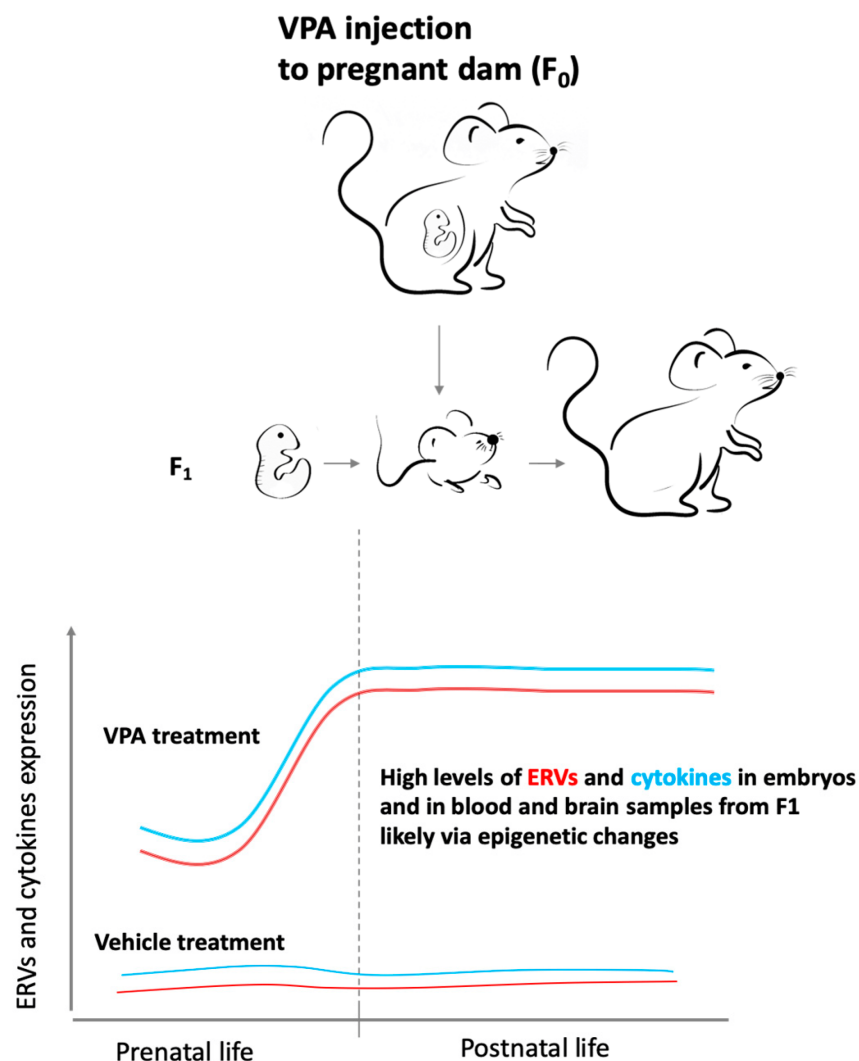 VPA injection
to pregnant dam (F₀)
F₁
ERVs and cytokines expression
VPA treatment
High levels of ERVs and cytokines in embryos
and in blood and brain samples from F1
likely via epigenetic changes
Vehicle treatment
Prenatal life
Postnatal life